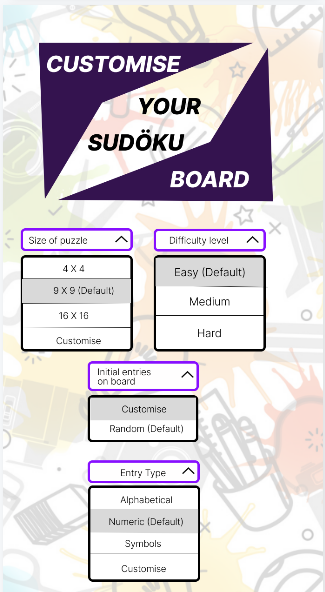 CUSTOMISE
YOUR
SUDÖKU
BOARD
Size of puzzle
4 X 4
9 X 9 (Default)
16 X 16
Customise
Difficulty level
Easy (Default)
Medium
Hard
Initial entries
on board
Customise
Random (Default)
Entry Type
Alphabetical
Numeric (Default)
Symbols
Customise